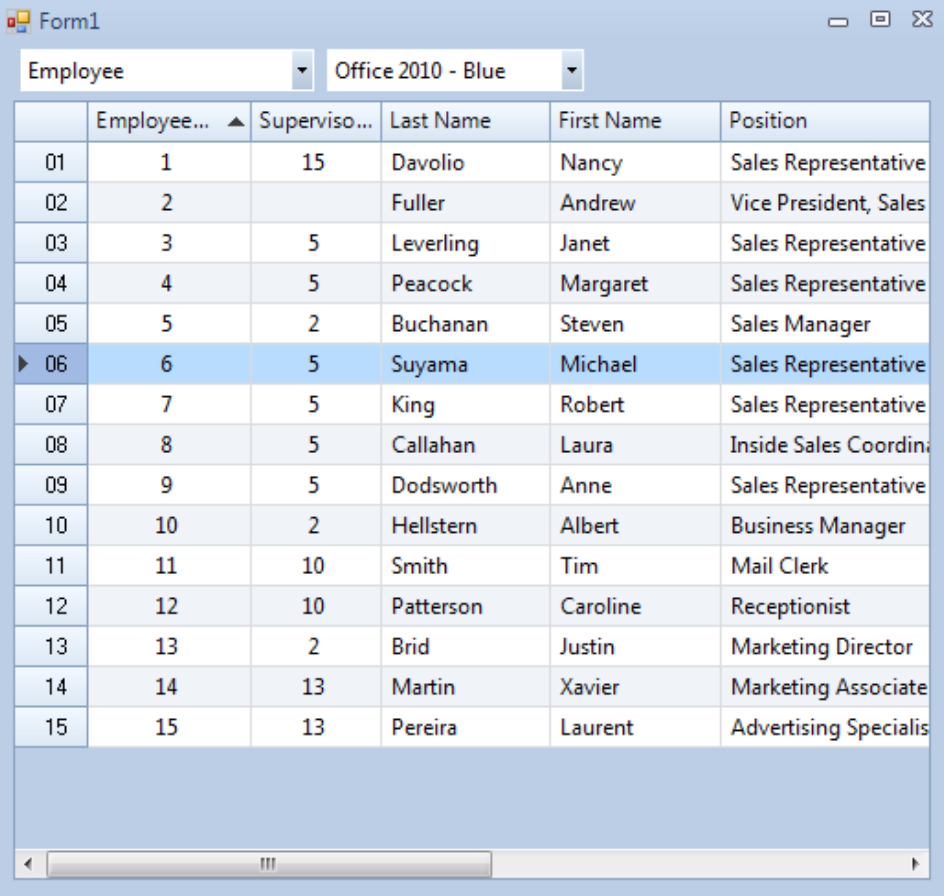 Form1
Employee Office 2010 - Blue
Employee... Superviso... Last Name First Name Position
01 1 15 Davolio Nancy Sales Representative
02 2 Fuller Andrew Vice President, Sales
03 3 5 Leverling Janet Sales Representative
04 4 5 Peacock Margaret Sales Representative
05 5 2 Buchanan Steven Sales Manager
06 6 5 Suyama Michael Sales Representative
07 7 5 King Robert Sales Representative
08 8 5 Callahan Laura Inside Sales Coordina
09 9 5 Dodsworth Anne Sales Representative
10 10 2 Hellstern Albert Business Manager
11 11 10 Smith Tim Mail Clerk
12 12 10 Patterson Caroline Receptionist
13 13 2 Brid Justin Marketing Director
14 14 13 Martin Xavier Marketing Associate
15 15 13 Pereira Laurent Advertising Specialis